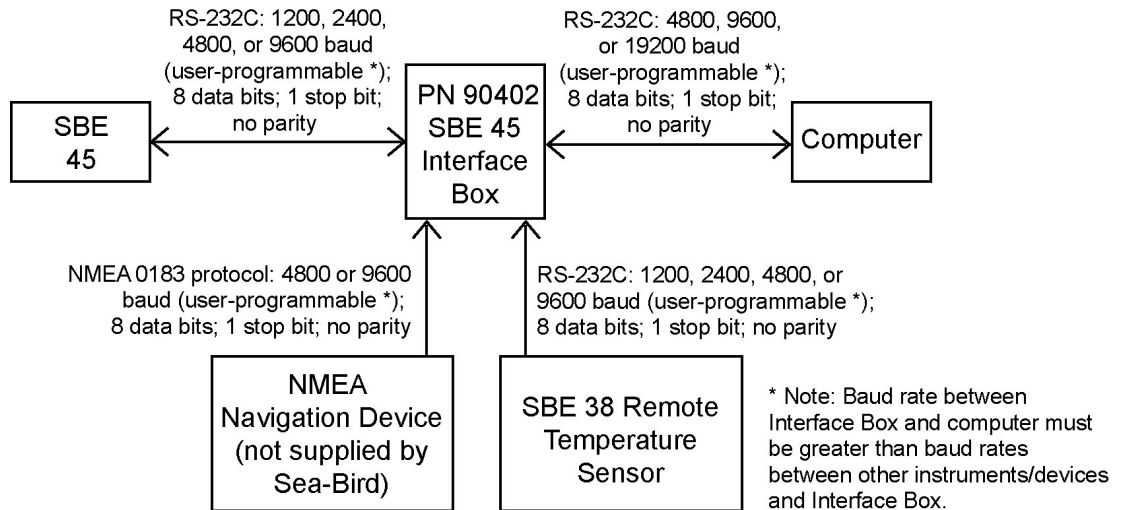 RS-232C: 1200, 2400,
4800, or 9600 baud
(user-programmable *);
8 data bits; 1 stop bit;
no parity
RS-232C: 4800, 9600,
or 19200 baud
(user-programmable *);
8 data bits; 1 stop bit;
no parity
SBE
45
PN 90402
SBE 45
Interface
Box
Computer
NMEA 0183 protocol: 4800 or 9600
baud (user-programmable *);
8 data bits; 1 stop bit; no parity
RS-232C: 1200, 2400, 4800, or
9600 baud (user-programmable *);
8 data bits; 1 stop bit; no parity
NMEA
Navigation Device
(not supplied by
Sea-Bird)
SBE 38 Remote
Temperature
Sensor
* Note: Baud rate between
Interface Box and computer must
be greater than baud rates
between other instruments/devices
and Interface Box.